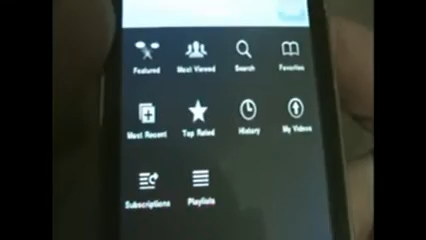 Featured Most Viewed Search Favorites
Most Recent Top Rated History My Videos
Subscriptions Playlists